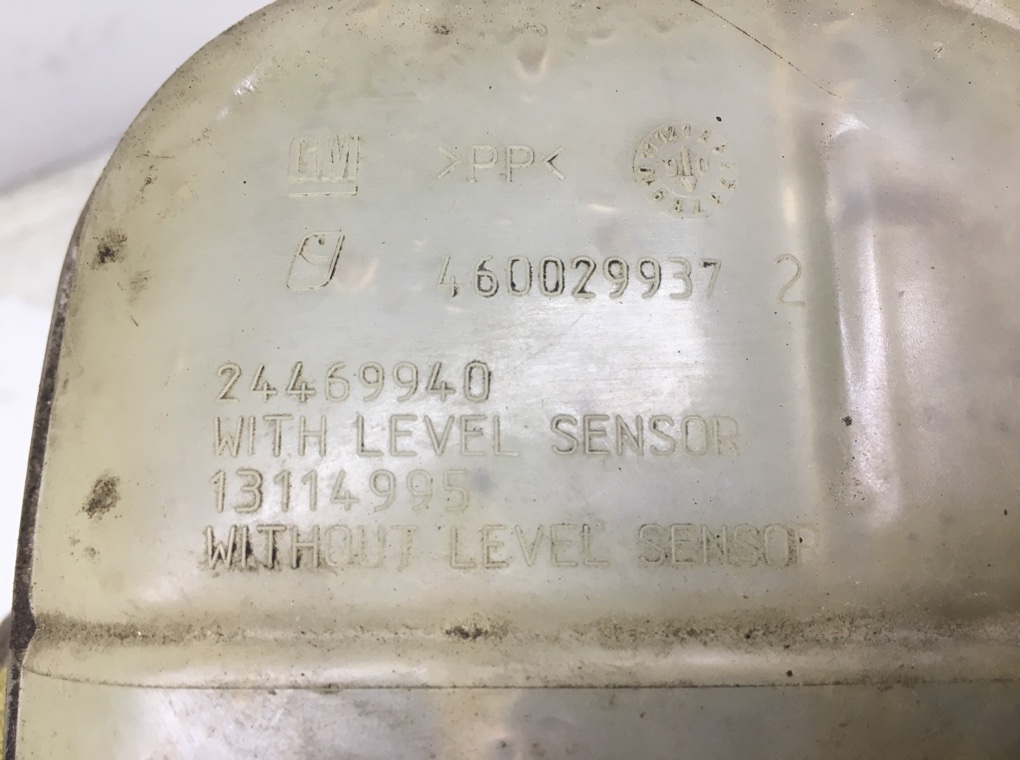 GM >PP<
460029937 2
24469940
WITH LEVEL SENSOR
13114995
WITHOUT LEVEL SENSOR